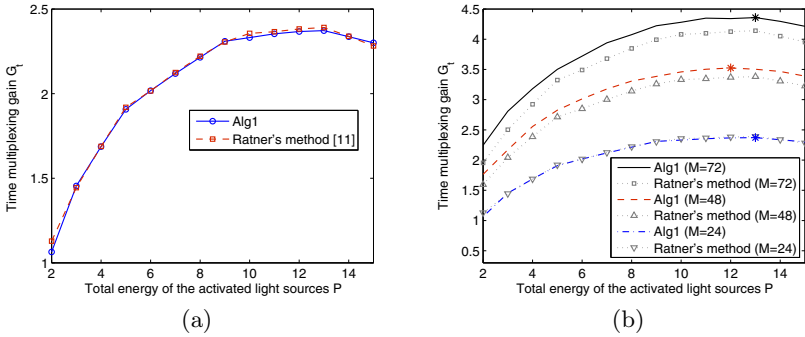 2.5
2
1.5
1
Time multiplexing gain G_t
Alg1
Ratner's method [11]
2 4 6 8 10 12 14
Total energy of the activated light sources P
(a)
4.5
4
3.5
3
2.5
2
1.5
1
0.5
Time multiplexing gain G_t
Alg1 (M=72)
Ratner's method (M=72)
Alg1 (M=48)
Ratner's method (M=48)
Alg1 (M=24)
Ratner's method (M=24)
2 4 6 8 10 12 14
Total energy of the activated light sources P
(b)